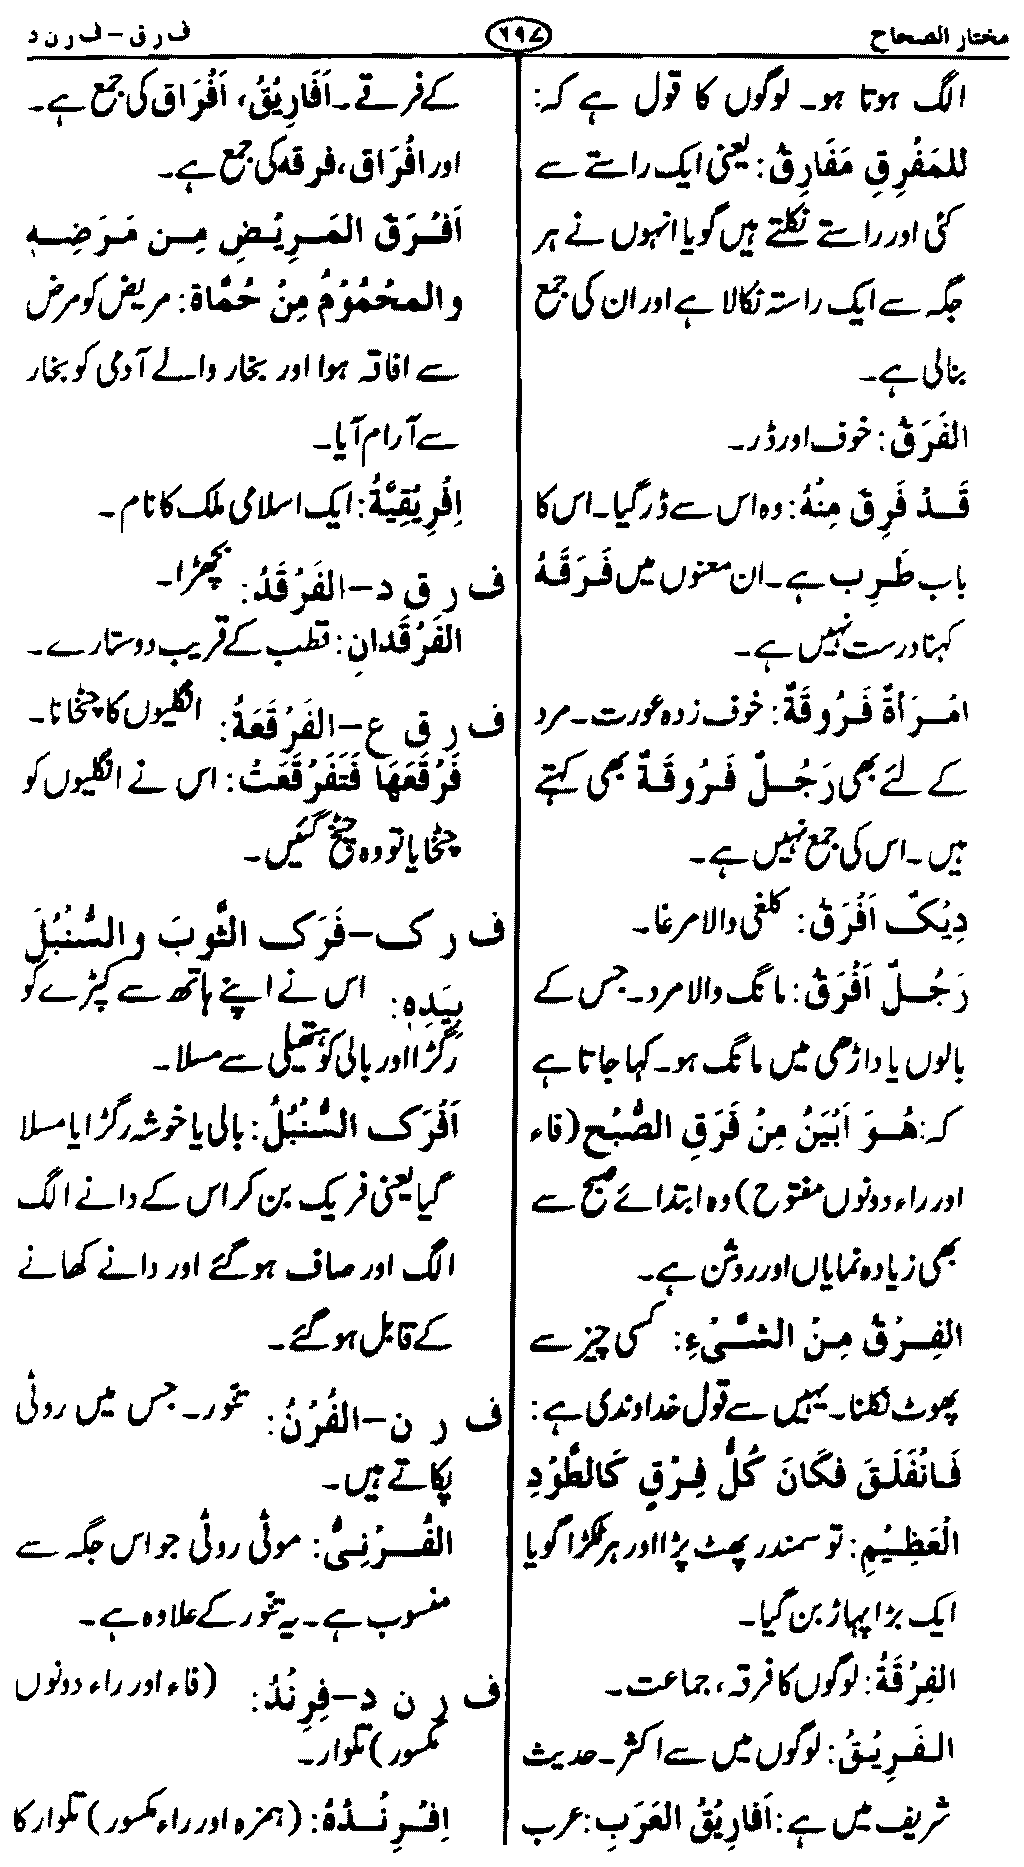 مختار الصحاح
٦٩٧
ف ر ق – ف ر ن د
الگ ہوتا ہو۔ لوگوں کا قول ہے کہ:
للمَفْرِقِ مَفَارِق: یعنی ایک راستے سے
کئی اور راستے نکلتے ہیں گویا انہوں نے ہر
جگہ سے ایک راستہ نکالا ہے اور ان کی جمع
بنالی ہے۔
الفَرَق: خوف اور ڈر۔
قَدْ فَرِقَ مِنْهُ: وہ اس سے ڈر گیا۔ اس کا
باب طَرِب ہے۔ ان معنوں میں فَرَقَهُ
کہنا درست نہیں ہے۔
امْرَأَةٌ فَرُوقَةٌ: خوف زدہ عورت۔ مرد
کے لئے بھی رَجُلٌ فَرُوقَةٌ بھی کہتے
ہیں۔ اس کی جمع نہیں ہے۔
دِیْکٌ اَفْرَق: کلغی والا مرغا۔
رَجُلٌ اَفْرَق: مانگ والا مرد۔ جس کے
بالوں یا داڑھی میں مانگ ہو۔ کہا جاتا ہے
کہ: هُوَ اَبْيَنُ مِنْ فَرَقِ الصُّبْح (فاء
اور راء دونوں مفتوح) وہ ابتدائے صبح سے
بھی زیادہ نمایاں اور روشن ہے۔
الفِرْق مِنْ الشَّیْءِ: کسی چیز سے
پھوٹ نکلنا۔ یہیں سے قول خداوندی ہے:
فَانْفَلَقَ فَكَانَ كُلُّ فِرْقٍ كَالطَّوْدِ
الْعَظِيْمِ: تو سمندر پھٹ پڑا اور ہر ٹکڑا گویا
ایک بڑا پہاڑ بن گیا۔
الفِرْقَةُ: لوگوں کا فرقہ، جماعت۔
الفَرِيْقُ: لوگوں میں سے اکثر۔ حدیث
شریف میں ہے: اَفَارِيْقُ العَرَبِ: عرب
کے فرقے۔ اَفَارِيْقُ، اَفْرَاق کی جمع ہے۔
اور افْرَاق، فرقہ کی جمع ہے۔
اَفْرَقَ المَرِيْضِ مِن مَرَضِهِ
والمحْمُوْمُ مِنْ حُمَّاة: مریض کو مرض
سے افاقہ ہوا اور بخار والے آدمی کو بخار
سے آرام آیا۔
اِفْرِيْقِيَّةُ: ایک اسلامی ملک کا نام۔
ف ر ق د – الفَرْقَدُ: بچھڑا۔
الفَرْقَدانِ: قطب کے قریب دو ستارے۔
ف ر ق ع – الفَرْقَعَةُ: انگلیوں کا چٹخانا۔
فَرْقَعَهَا فَتَفَرْقَعَتْ: اس نے انگلیوں کو
چٹخایا تو وہ چٹخ گئیں۔
ف ر ک – فَرَک الثَّوبَ والسُّنْبُلَ
بِيَدِهِ: اس نے اپنے ہاتھ سے کپڑے کو
رگڑا اور بالی کو ہتھیلی سے مسلا۔
اَفْرَک السُّنْبُلُ: بالی یا خوشہ رگڑا یا مسلا
گیا یعنی فریک بن کر اس کے دانے الگ
الگ اور صاف ہو گئے اور دانے کھانے
کے قابل ہو گئے۔
ف ر ن – الفُرْنُ: تنور۔ جس میں روٹی
پکاتے ہیں۔
الفُرْنِیُّ: موٹی روٹی جو اس جگہ سے
منسوب ہے۔ یہ تنور کے علاوہ ہے۔
ف ر ن د – فِرِنْدُ: (فاء اور راء دونوں
مکسور) تلوار۔
اِفْرِنْدُهُ: (ہمزہ اور راء مکسور) تلوار کا